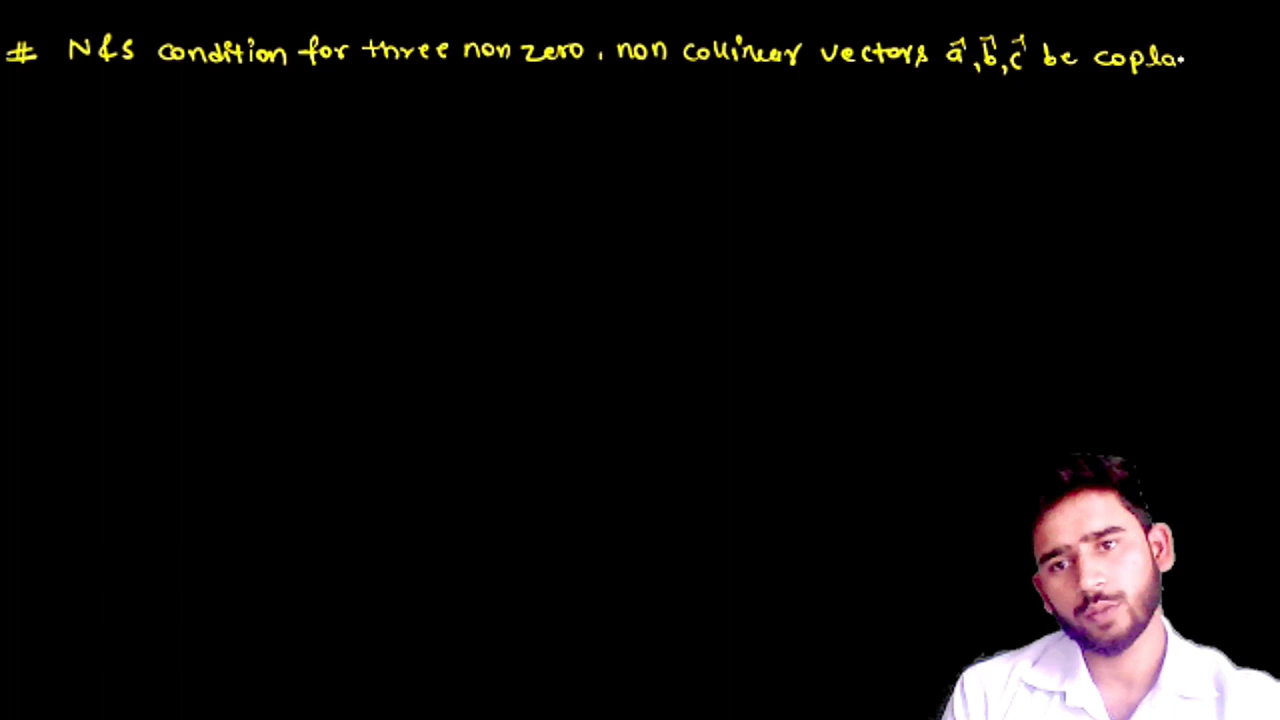 # N&S condition for three non zero, non collinear vectors a⃗, b⃗, c⃗ be copla